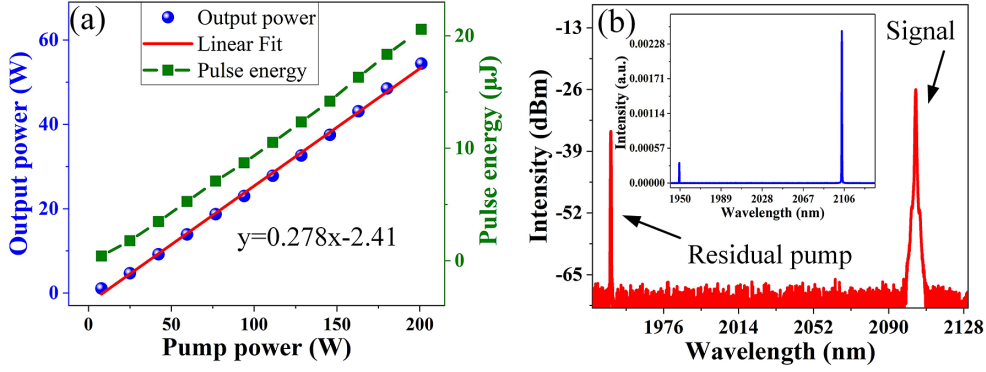 (a)
Output power
Linear Fit
Pulse energy
60
40
20
0
Output power (W)
20
10
0
Pulse energy (μJ)
y=0.278x-2.41
0 50 100 150 200
Pump power (W)
(b)
Signal
-13
-26
-39
-52
-65
Intensity (dBm)
0.00228
0.00171
0.00114
0.00057
0.00000
Intensity (a.u.)
1950 1989 2028 2067 2106
Wavelength (nm)
Residual pump
1976 2014 2052 2090 2128
Wavelength (nm)